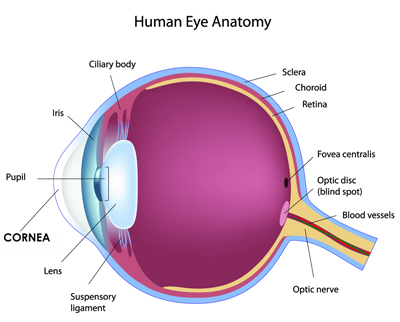 Human Eye Anatomy
Ciliary body
Sclera
Choroid
Retina
Iris
Fovea centralis
Pupil
Optic disc
(blind spot)
Blood vessels
CORNEA
Lens
Optic nerve
Suspensory
ligament